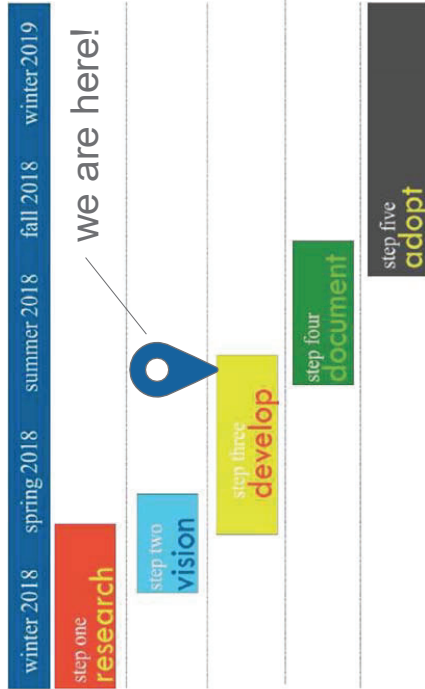 winter 2018 spring 2018 summer 2018 fall 2018 winter 2019
we are here!
step one
research
step two
vision
step three
develop
step four
document
step five
adopt